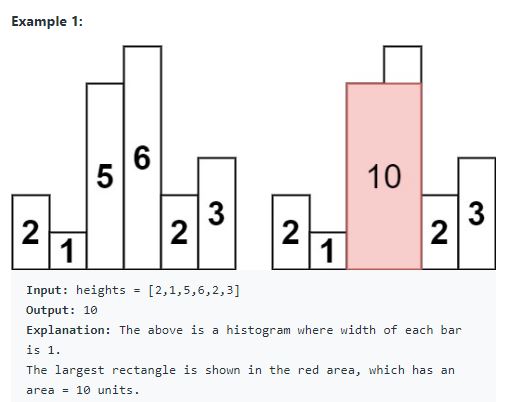 Example 1:
2 1 5 6 2 3
2 1 10 2 3
Input: heights = [2,1,5,6,2,3]
Output: 10
Explanation: The above is a histogram where width of each bar
is 1.
The largest rectangle is shown in the red area, which has an
area = 10 units.